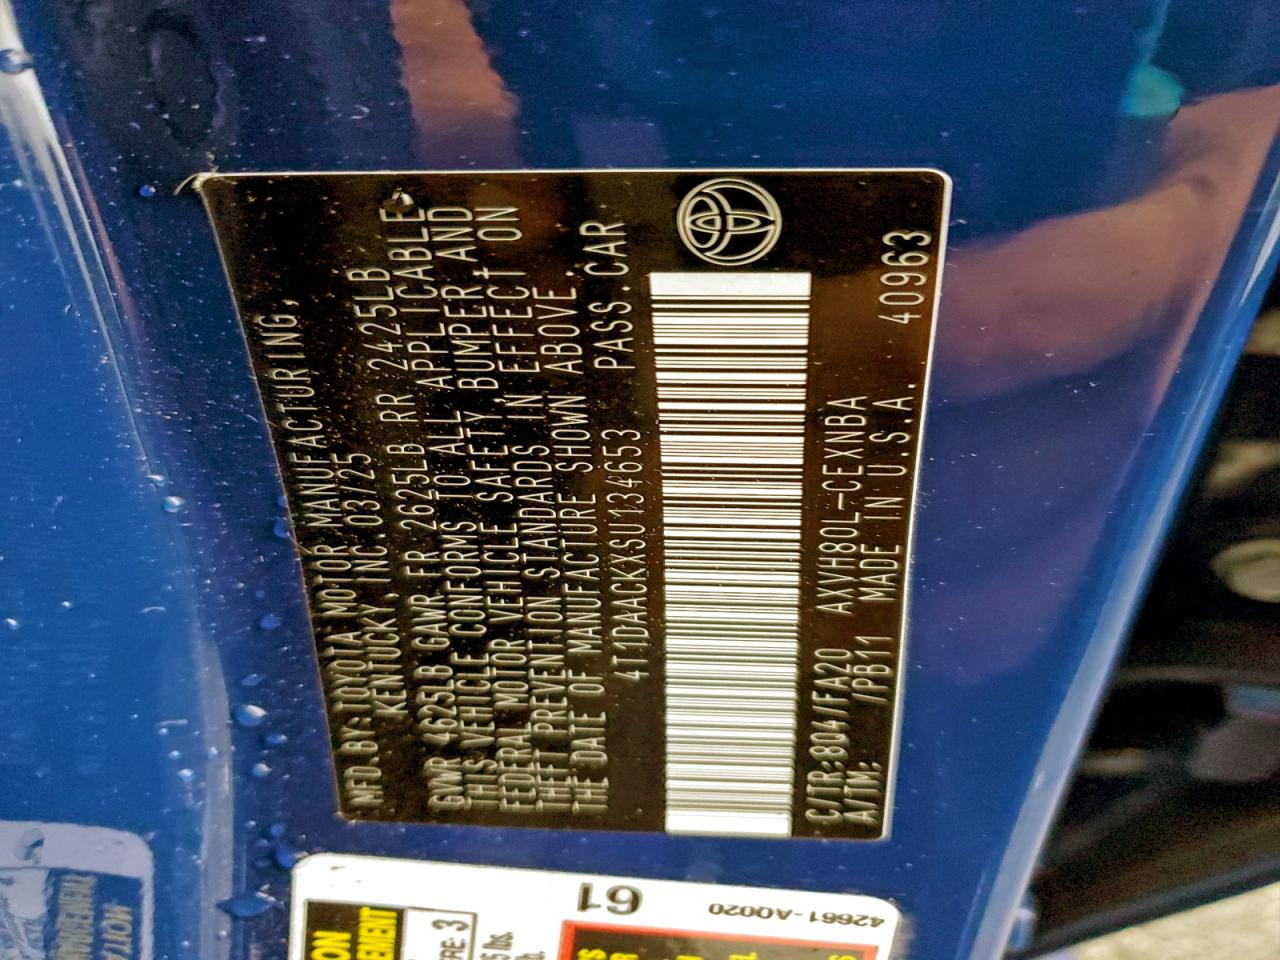 MFD.BY:TOYOTA MOTOR MANUFACTURING,
KENTUCKY INC. 03/25
GVWR 4625LB GAWR FR 2625LB RR 2425LB
THIS VEHICLE CONFORMS TO ALL APPLICABLE
FEDERAL MOTOR VEHICLE SAFETY, BUMPER, AND
THEFT PREVENTION STANDARDS IN EFFECT ON
THE DATE OF MANUFACTURE SHOWN ABOVE.
4T1DAACKXSU134653 PASS.CAR
C/TR:8O4/FA20 AXVH80L-CEXNBA
A/TM: /PB11 MADE IN U.S.A. 40963
61
42661-A0020